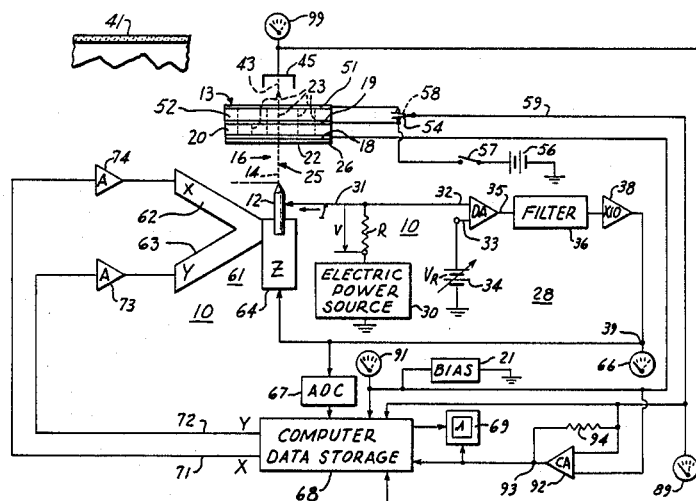 99
41
45
43
23
51
13
19
58
59
52
54
20
18
57
56
22
26
16
25
14
74
A
X
12
31
32
35
38
I
DA
FILTER
X10
62
V
R
10
33
36
63
61
Z
VR
34
28
Y
ELECTRIC
POWER
SOURCE
30
39
A
73
10
64
66
91
BIAS
21
67
ADC
72
Y
COMPUTER
DATA STORAGE
69
94
71
X
68
93
CA
92
89